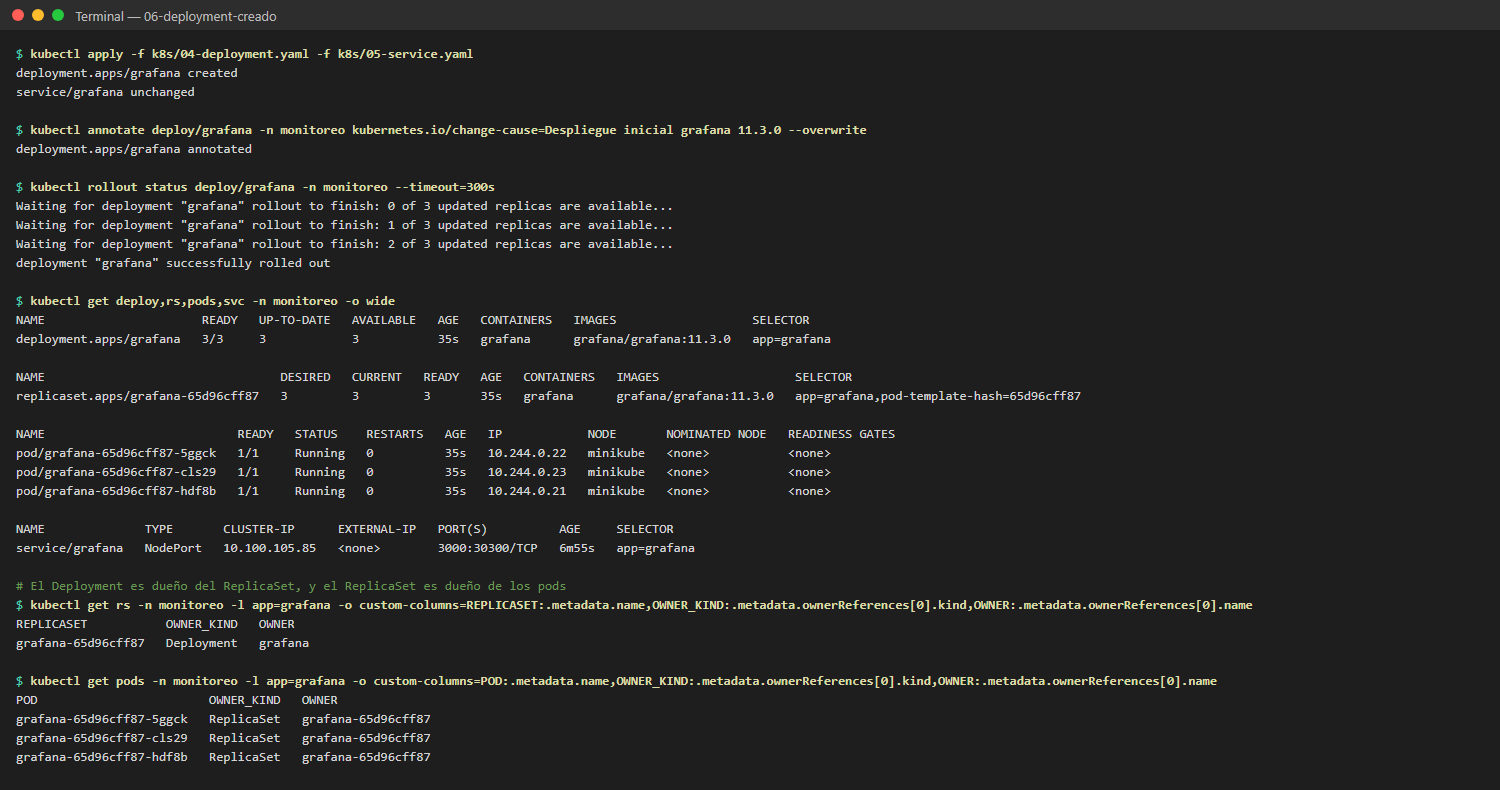 Terminal — 06-deployment-creado
$ kubectl apply -f k8s/04-deployment.yaml -f k8s/05-service.yaml
deployment.apps/grafana created
service/grafana unchanged
$ kubectl annotate deploy/grafana -n monitoreo kubernetes.io/change-cause=Despliegue inicial grafana 11.3.0 --overwrite
deployment.apps/grafana annotated
$ kubectl rollout status deploy/grafana -n monitoreo --timeout=300s
Waiting for deployment "grafana" rollout to finish: 0 of 3 updated replicas are available...
Waiting for deployment "grafana" rollout to finish: 1 of 3 updated replicas are available...
Waiting for deployment "grafana" rollout to finish: 2 of 3 updated replicas are available...
deployment "grafana" successfully rolled out
$ kubectl get deploy,rs,pods,svc -n monitoreo -o wide
NAME READY UP-TO-DATE AVAILABLE AGE CONTAINERS IMAGES SELECTOR
deployment.apps/grafana 3/3 3 3 35s grafana grafana/grafana:11.3.0 app=grafana
NAME DESIRED CURRENT READY AGE CONTAINERS IMAGES SELECTOR
replicaset.apps/grafana-65d96cff87 3 3 3 35s grafana grafana/grafana:11.3.0 app=grafana,pod-template-hash=65d96cff87
NAME READY STATUS RESTARTS AGE IP NODE NOMINATED NODE READINESS GATES
pod/grafana-65d96cff87-5ggck 1/1 Running 0 35s 10.244.0.22 minikube <none> <none>
pod/grafana-65d96cff87-cls29 1/1 Running 0 35s 10.244.0.23 minikube <none> <none>
pod/grafana-65d96cff87-hdf8b 1/1 Running 0 35s 10.244.0.21 minikube <none> <none>
NAME TYPE CLUSTER-IP EXTERNAL-IP PORT(S) AGE SELECTOR
service/grafana NodePort 10.100.105.85 <none> 3000:30300/TCP 6m55s app=grafana
# El Deployment es dueño del ReplicaSet, y el ReplicaSet es dueño de los pods
$ kubectl get rs -n monitoreo -l app=grafana -o custom-columns=REPLICASET:.metadata.name,OWNER_KIND:.metadata.ownerReferences[0].kind,OWNER:.metadata.ownerReferences[0].name
REPLICASET OWNER_KIND OWNER
grafana-65d96cff87 Deployment grafana
$ kubectl get pods -n monitoreo -l app=grafana -o custom-columns=POD:.metadata.name,OWNER_KIND:.metadata.ownerReferences[0].kind,OWNER:.metadata.ownerReferences[0].name
POD OWNER_KIND OWNER
grafana-65d96cff87-5ggck ReplicaSet grafana-65d96cff87
grafana-65d96cff87-cls29 ReplicaSet grafana-65d96cff87
grafana-65d96cff87-hdf8b ReplicaSet grafana-65d96cff87